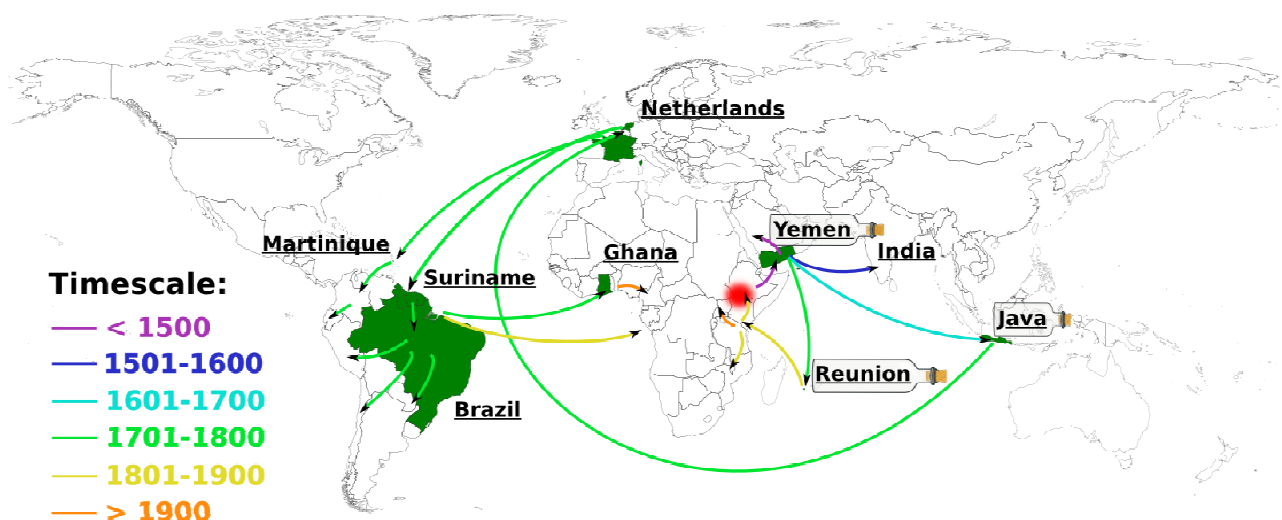 Netherlands
Yemen
Martinique
Ghana
India
Suriname
Timescale:
< 1500
Java
1501-1600
Reunion
1601-1700
Brazil
1701-1800
1801-1900
> 1900